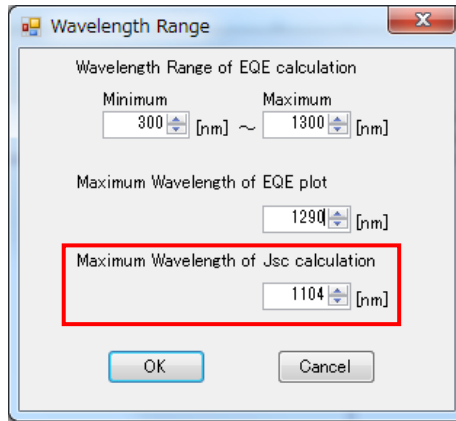 Wavelength Range
Wavelength Range of EQE calculation
Minimum Maximum
300 [nm] ～ 1300 [nm]
Maximum Wavelength of EQE plot
1290 [nm]
Maximum Wavelength of Jsc calculation
1104 [nm]
OK Cancel